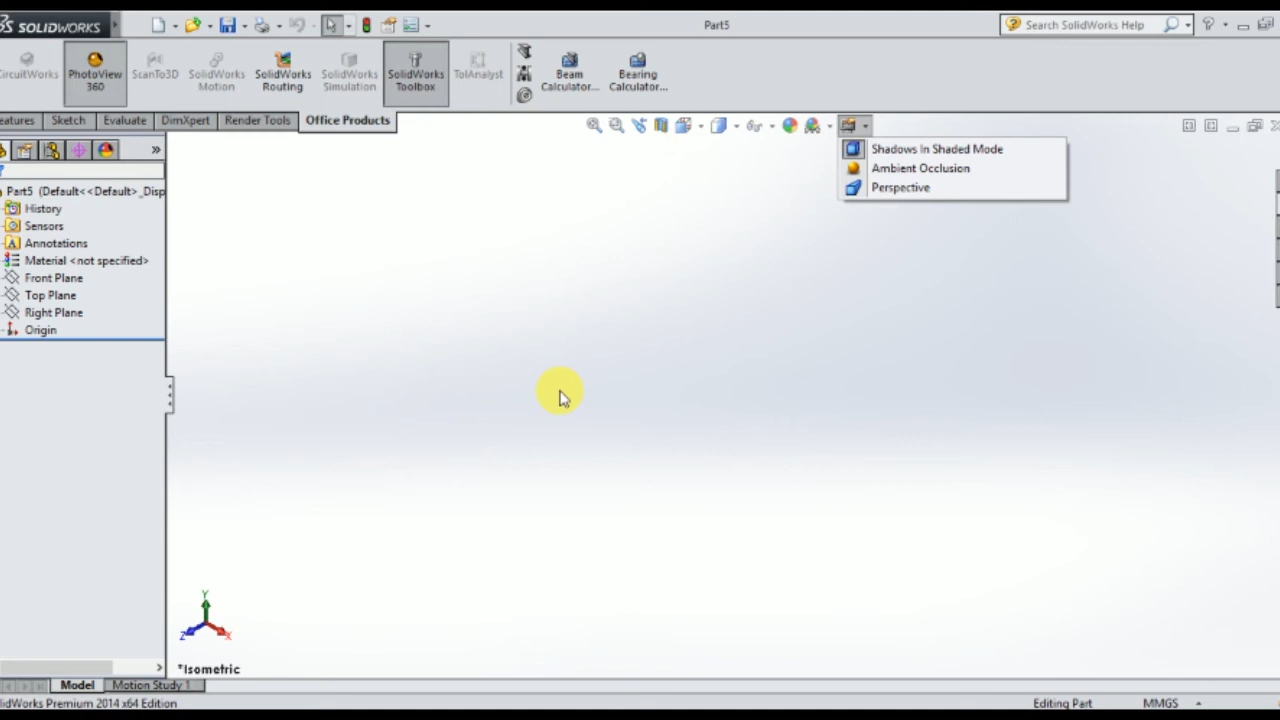 SOLIDWORKS
Part5
Search SolidWorks Help
CircuitWorks
PhotoView 360
ScanTo3D
SolidWorks Motion
SolidWorks Routing
SolidWorks Simulation
SolidWorks Toolbox
TolAnalyst
Beam Calculator...
Bearing Calculator...
eatures
Sketch
Evaluate
DimXpert
Render Tools
Office Products
Shadows In Shaded Mode
Ambient Occlusion
Perspective
Part5 (Default<<Default>_Disp
History
Sensors
Annotations
Material <not specified>
Front Plane
Top Plane
Right Plane
Origin
Y
Z
X
*Isometric
Model
Motion Study 1
lidWorks Premium 2014 x64 Edition
Editing Part
MMGS